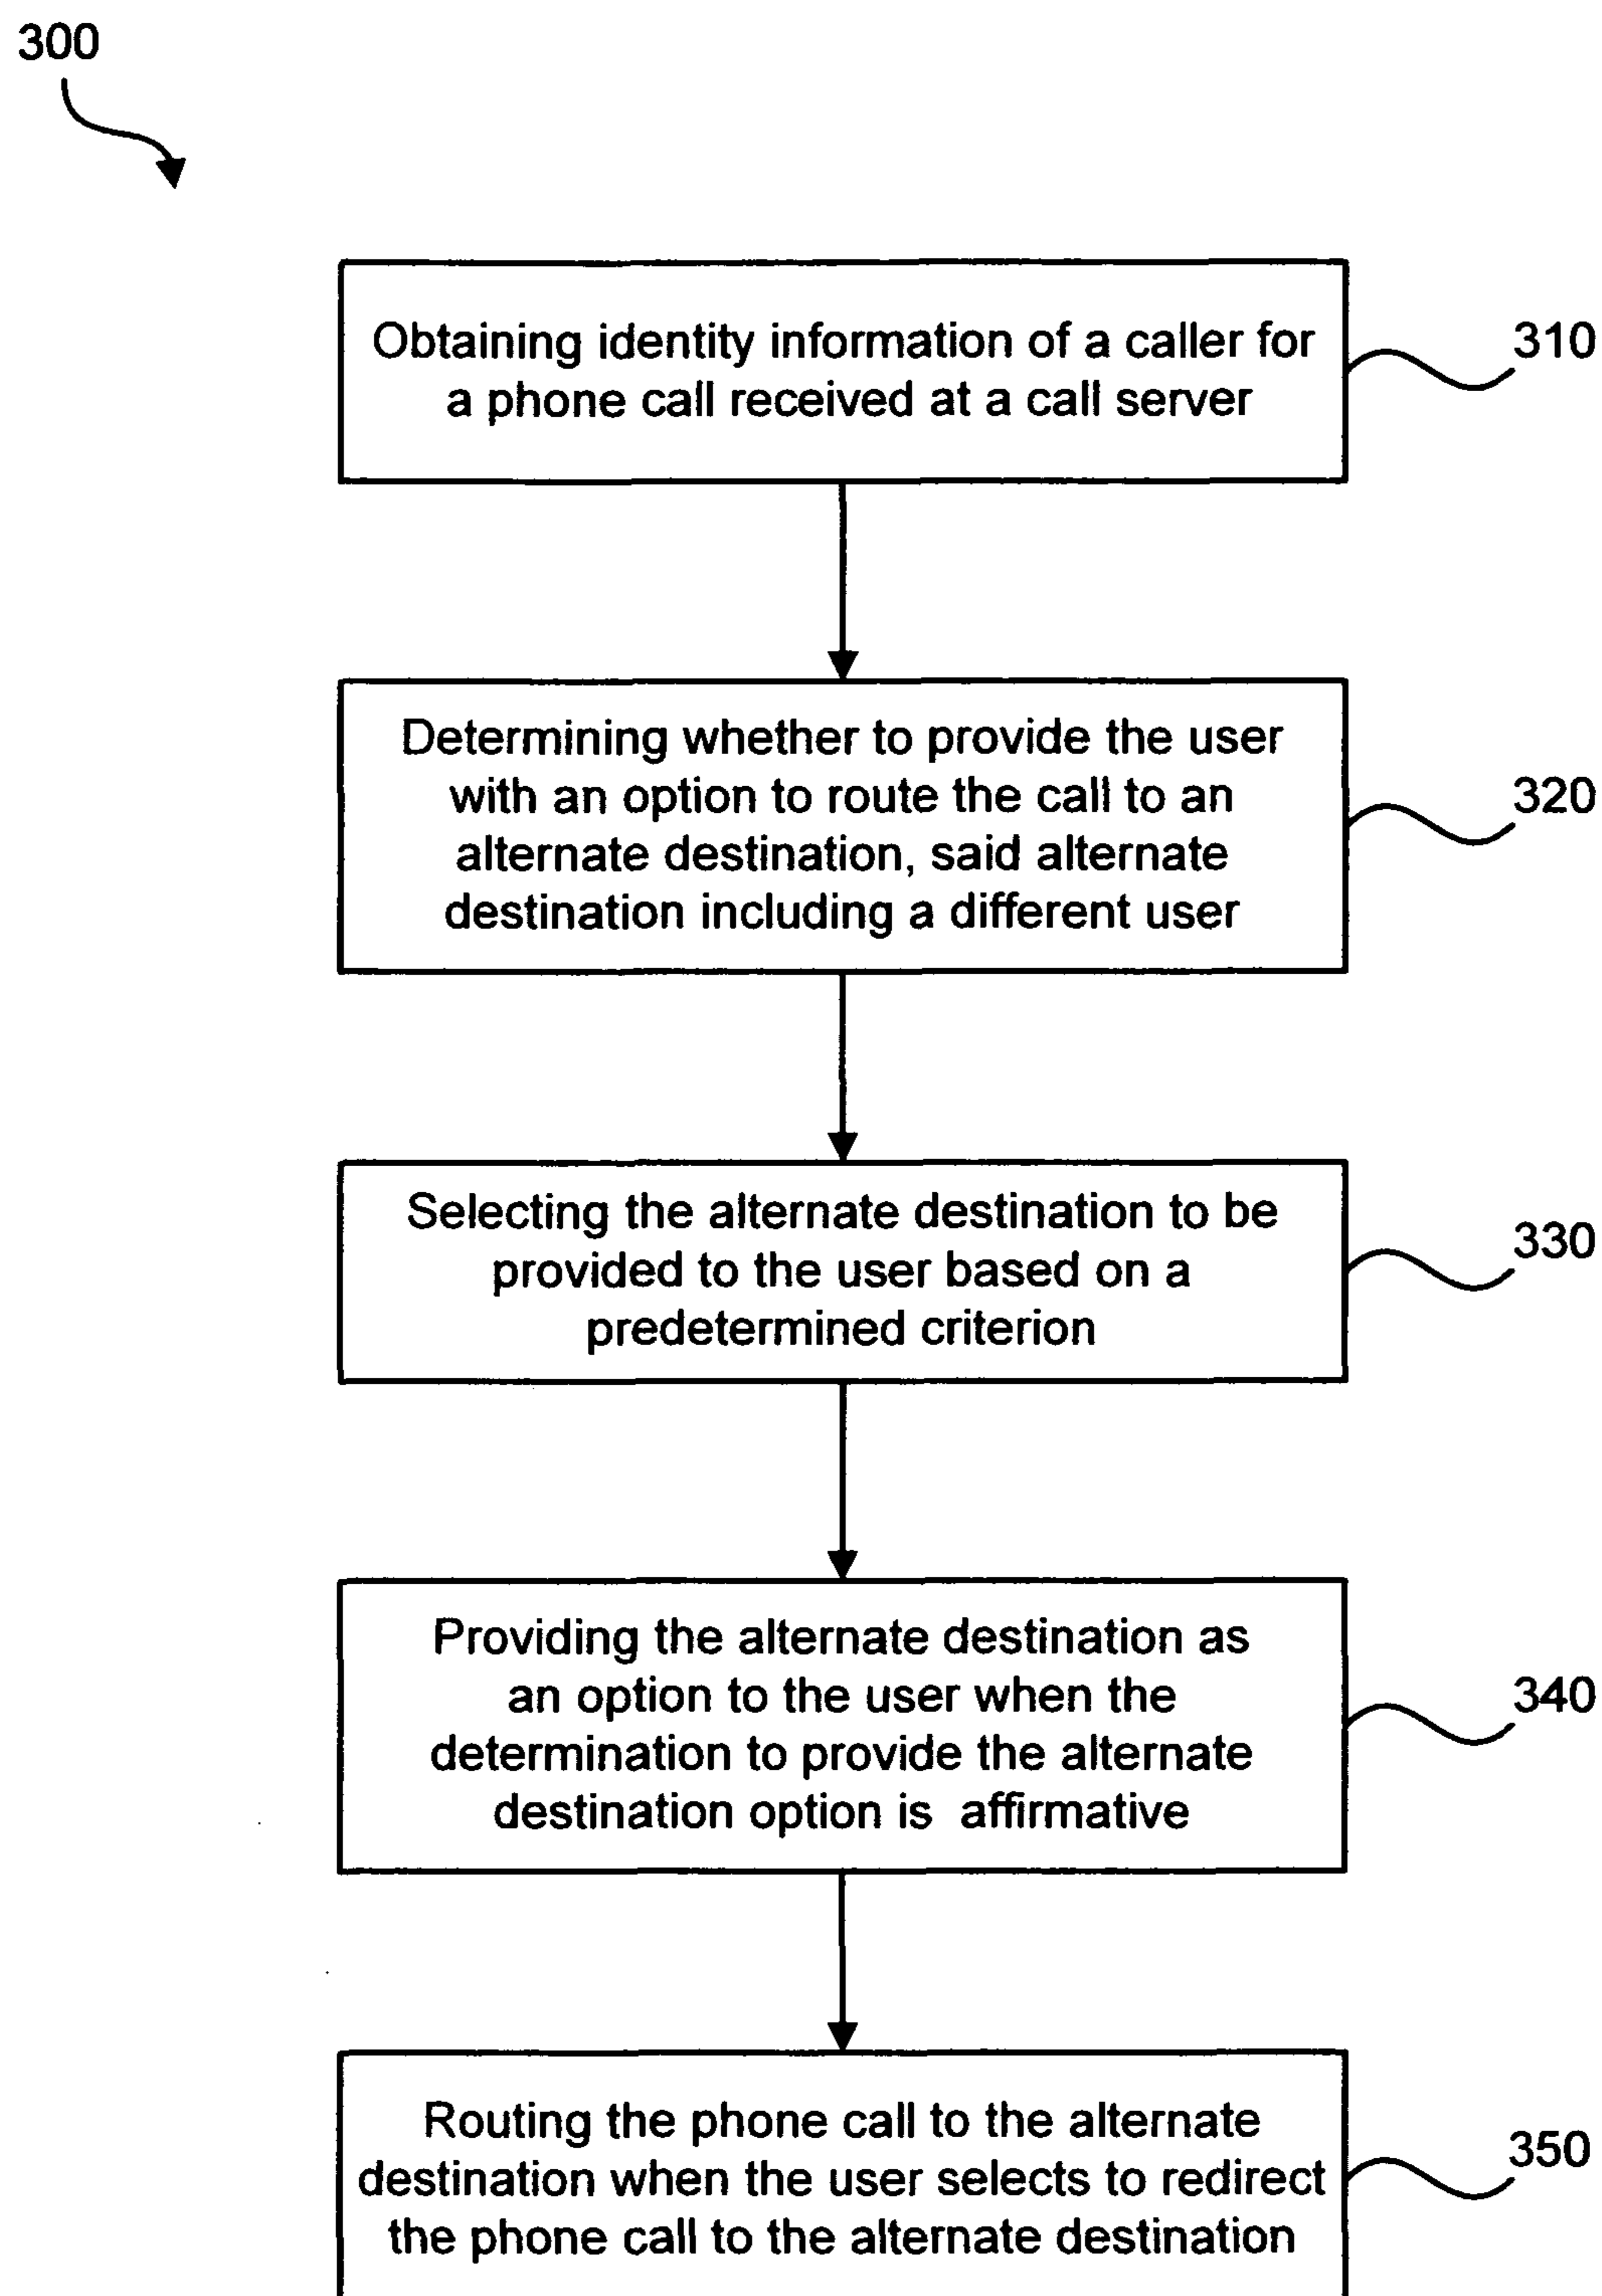 300
Obtaining identity information of a caller for
a phone call received at a call server
310
Determining whether to provide the user
with an option to route the call to an
alternate destination, said alternate
destination including a different user
320
Selecting the alternate destination to be
provided to the user based on a
predetermined criterion
330
Providing the alternate destination as
an option to the user when the
determination to provide the alternate
destination option is  affirmative
340
Routing the phone call to the alternate
destination when the user selects to redirect
the phone call to the alternate destination
350